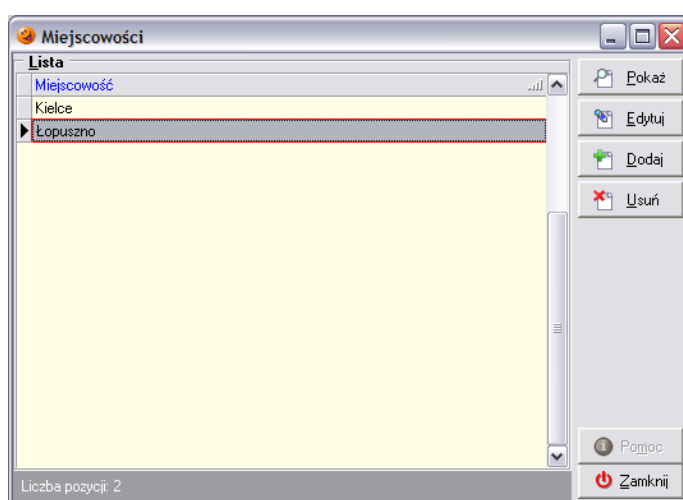 Miejscowości
Lista
Miejscowość
Kielce
Łopuszno
Liczba pozycji: 2
Pokaż
Edytuj
Dodaj
Usuń
Pomoc
Zamknij